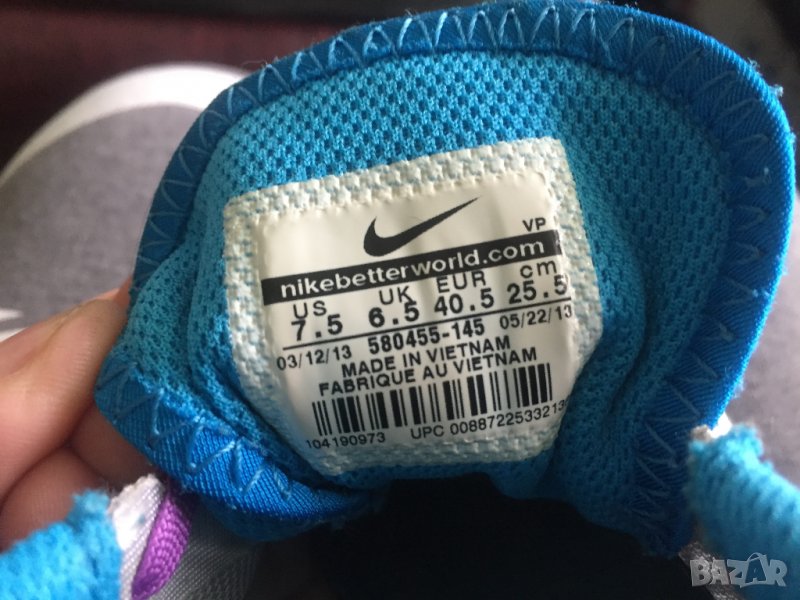 VP
nikebetterworld.com
US UK EUR cm
7.5 6.5 40.5 25.5
03/12/13 580455-145 05/22/13
MADE IN VIETNAM
FABRIQUE AU VIETNAM
104190973 UPC 0088722533213
BAZAR